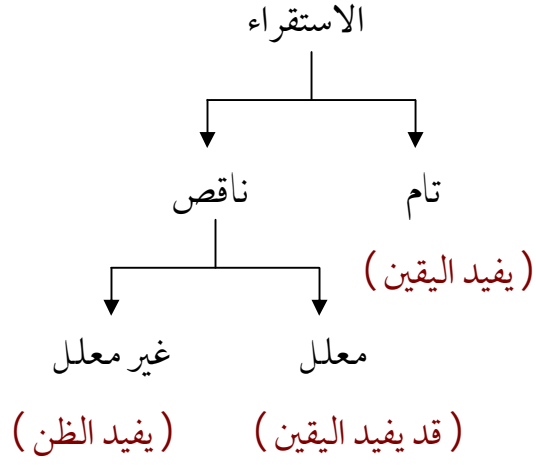 الاستقراء
تام
ناقص
( يفيد اليقين )
معلل
غير معلل
( قد يفيد اليقين )
( يفيد الظن )